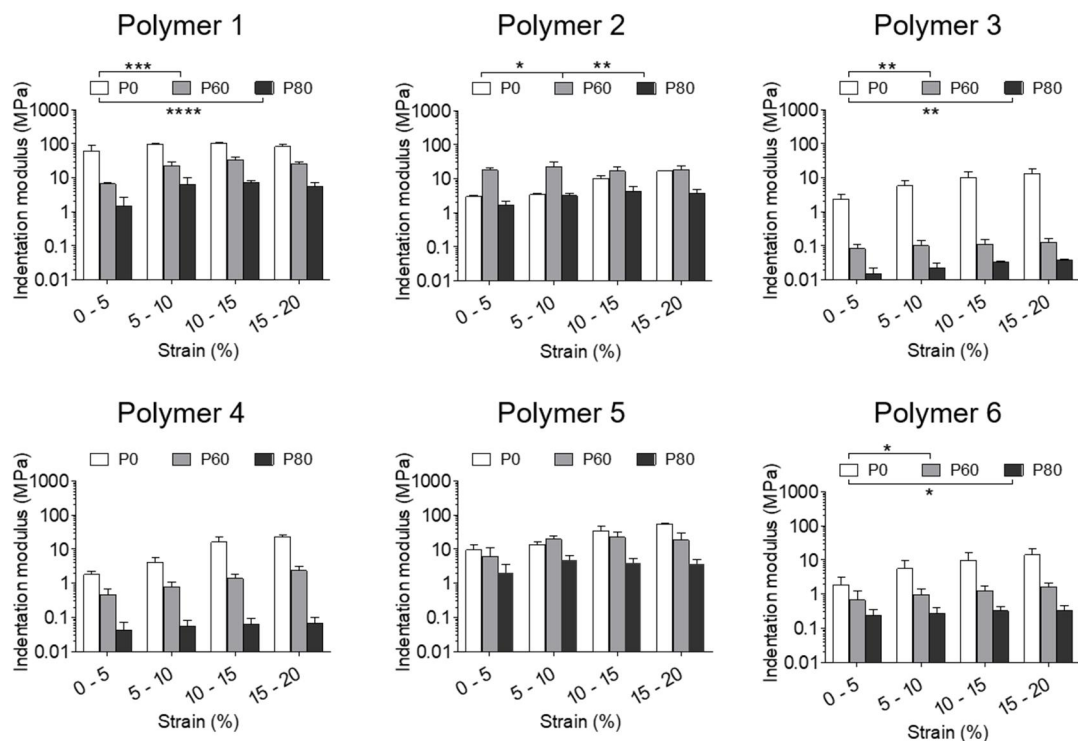 Polymer 1
***
P0 P60 P80
****
Indentation modulus (MPa)
1000
100
10
1
0.1
0.01
0 - 5
5 - 10
10 - 15
15 - 20
Strain (%)
Polymer 2
* **
P0 P60 P80
Indentation modulus (MPa)
1000
100
10
1
0.1
0.01
0 - 5
5 - 10
10 - 15
15 - 20
Strain (%)
Polymer 3
**
P0 P60 P80
**
Indentation modulus (MPa)
1000
100
10
1
0.1
0.01
0 - 5
5 - 10
10 - 15
15 - 20
Strain (%)
Polymer 4
P0 P60 P80
Indentation modulus (MPa)
1000
100
10
1
0.1
0.01
0 - 5
5 - 10
10 - 15
15 - 20
Strain (%)
Polymer 5
P0 P60 P80
Indentation modulus (MPa)
1000
100
10
1
0.1
0.01
0 - 5
5 - 10
10 - 15
15 - 20
Strain (%)
Polymer 6
*
P0 P60 P80
*
Indentation modulus (MPa)
1000
100
10
1
0.1
0.01
0 - 5
5 - 10
10 - 15
15 - 20
Strain (%)